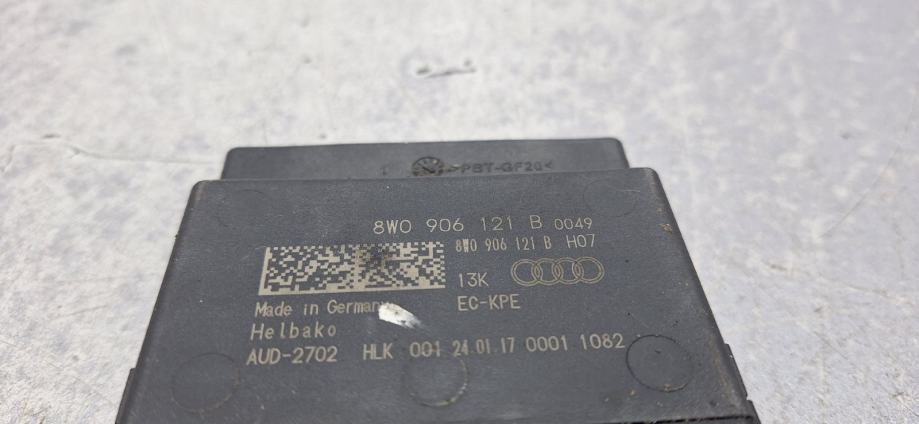 >PBT-GF20<
8W0 906 121 B 0049
8W0 906 121 B H07
13K
EC-KPE
Made in Germany
Helbako
AUD-2702 HLK 001 24.01.17 0001 1082